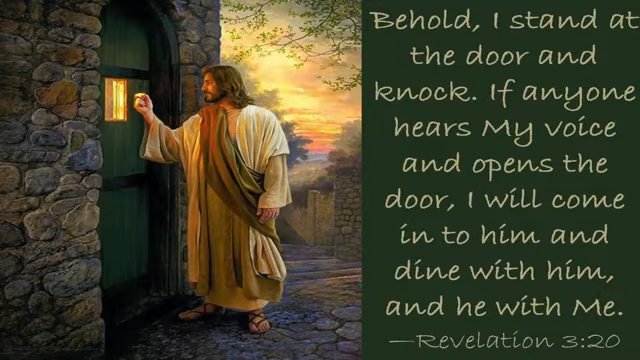 Behold, I stand at
the door and
knock. If anyone
hears My voice
and opens the
door, I will come
in to him and
dine with him,
and he with Me.
—Revelation 3:20